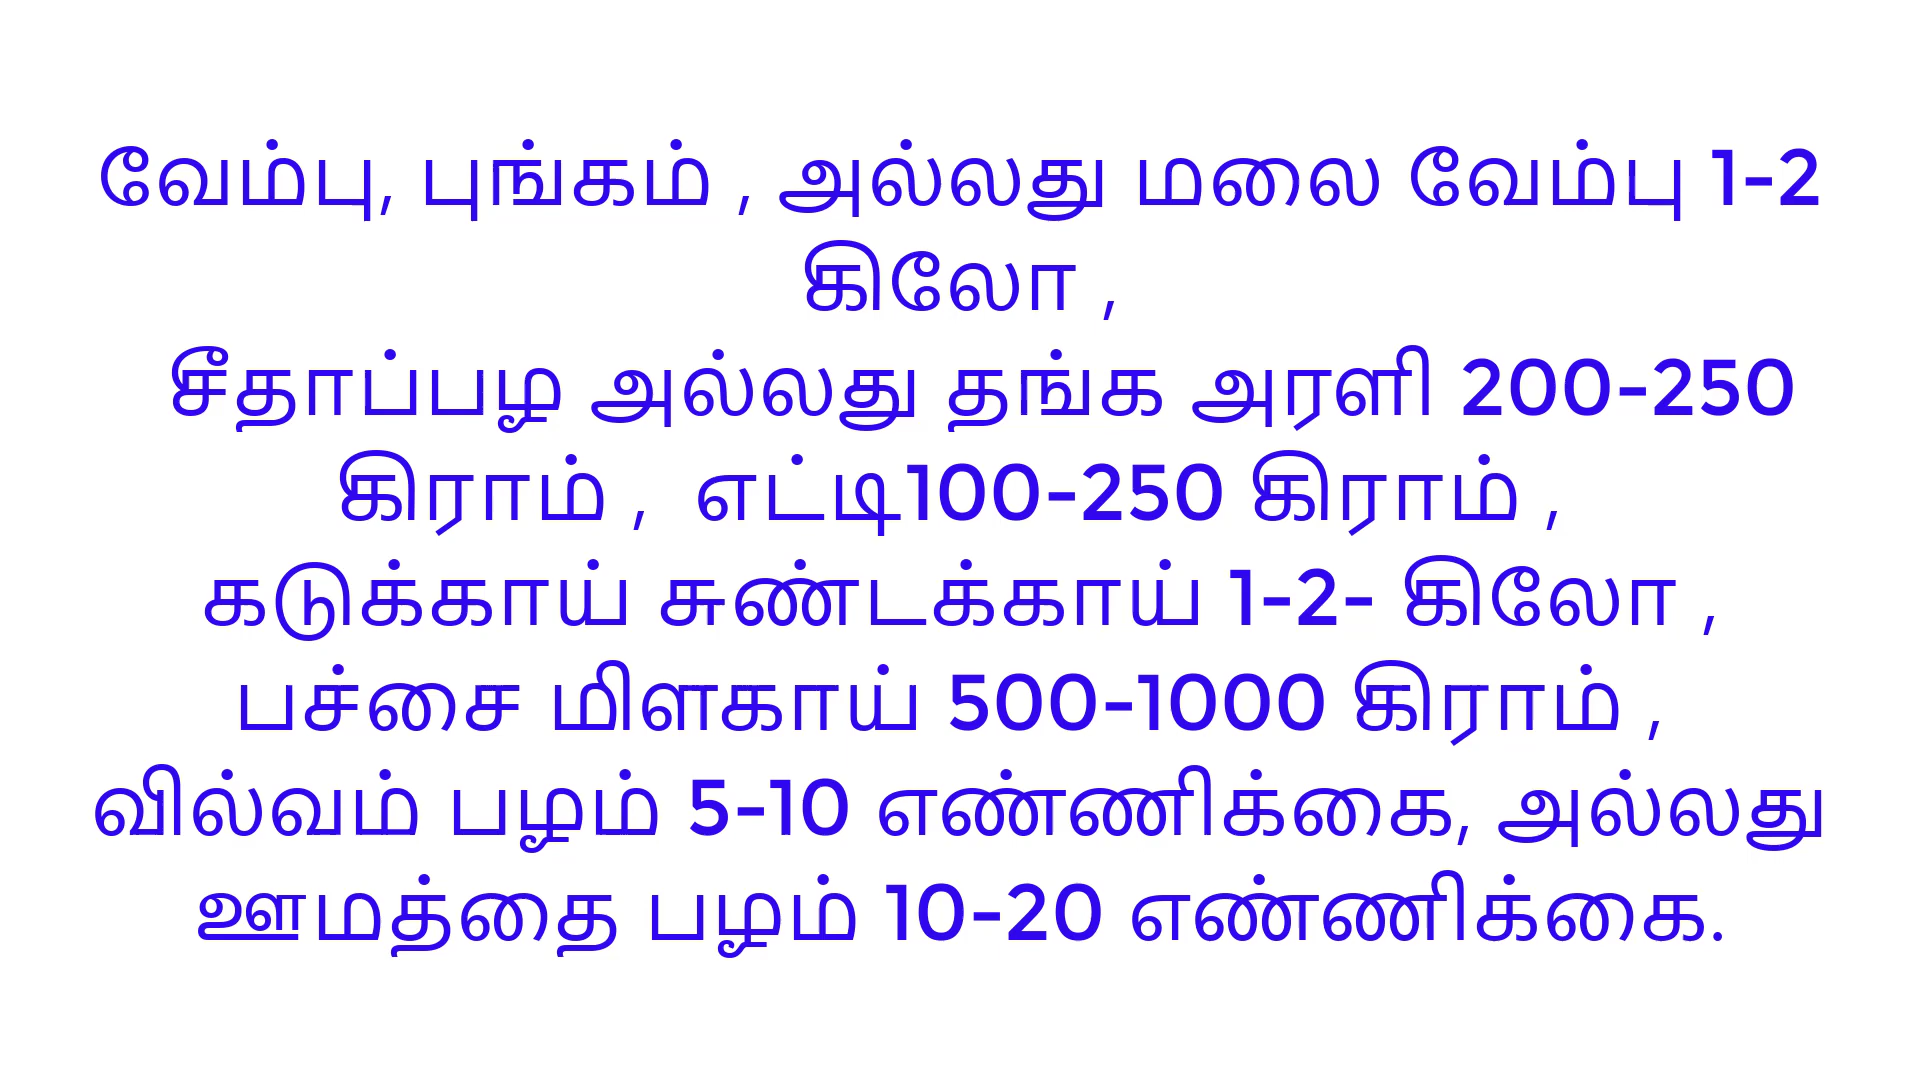 வேம்பு, புங்கம் , அல்லது மலை வேம்பு 1-2
கிலோ ,
சீதாப்பழ அல்லது தங்க அரளி 200-250
கிராம் , எட்டி100-250 கிராம் ,
கடுக்காய் சுண்டக்காய் 1-2- கிலோ ,
பச்சை மிளகாய் 500-1000 கிராம் ,
வில்வம் பழம் 5-10 எண்ணிக்கை, அல்லது
ஊமத்தை பழம் 10-20 எண்ணிக்கை.